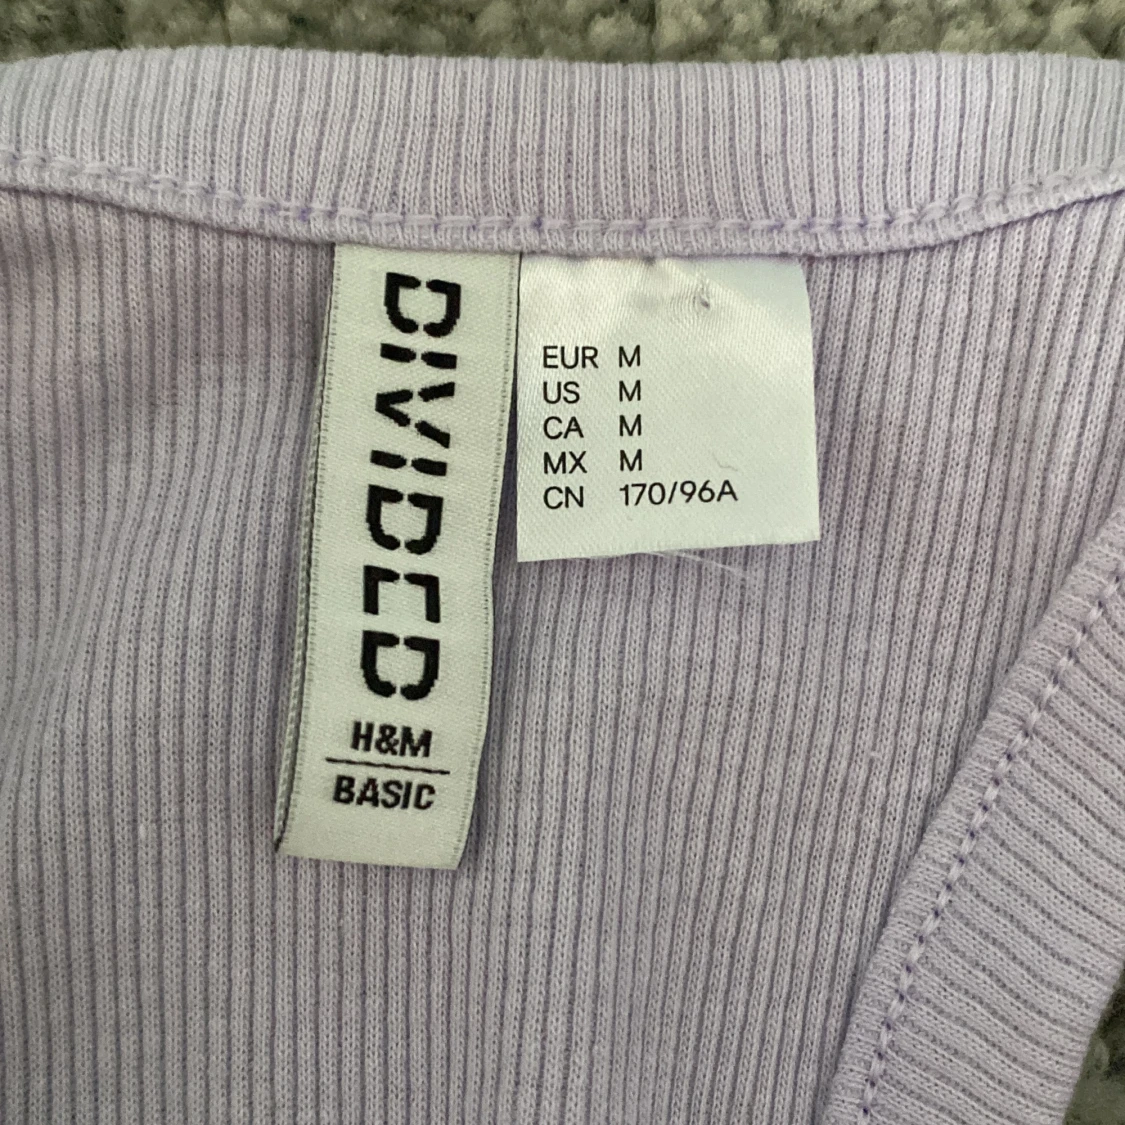 DIVIDED
H&M
BASIC
EUR M
US M
CA M
MX M
CN 170/96A